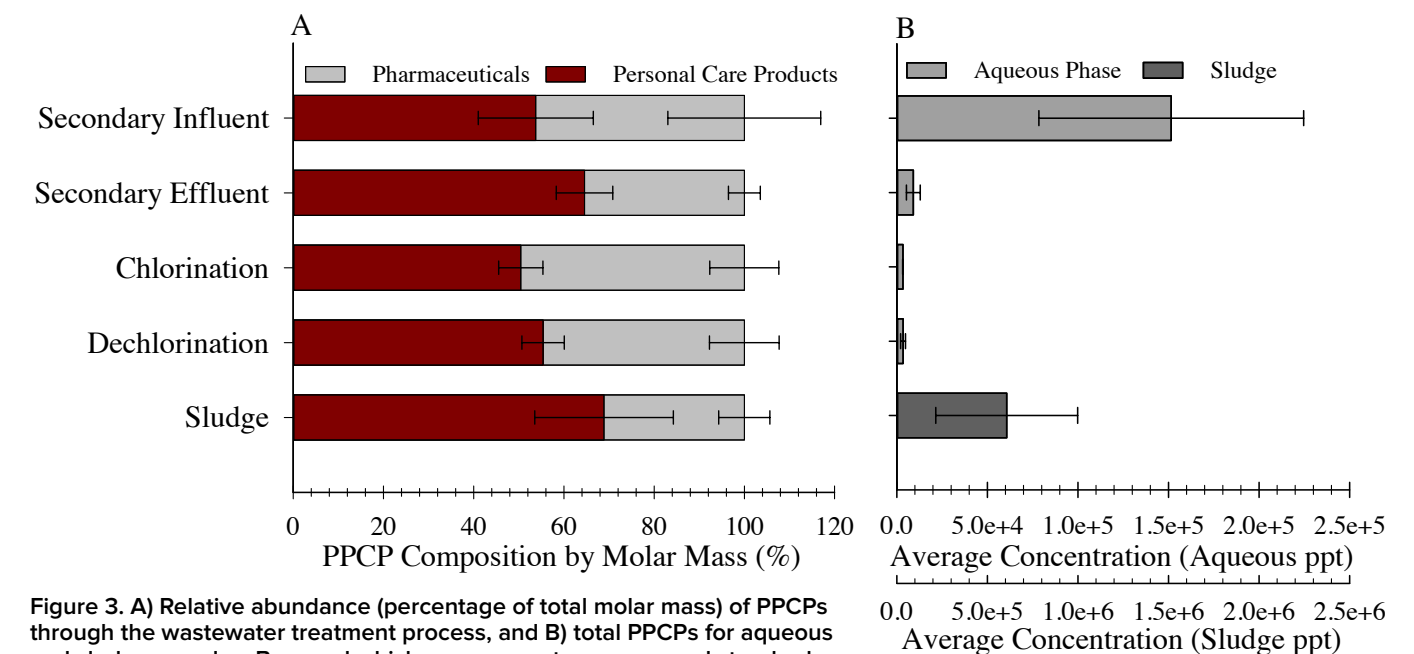 A
B
Pharmaceuticals Personal Care Products
Aqueous Phase Sludge
Secondary Influent
Secondary Effluent
Chlorination
Dechlorination
Sludge
0 20 40 60 80 100 120
PPCP Composition by Molar Mass (%)
0.0 5.0e+4 1.0e+5 1.5e+5 2.0e+5 2.5e+5
Average Concentration (Aqueous ppt)
0.0 5.0e+5 1.0e+6 1.5e+6 2.0e+6 2.5e+6
Average Concentration (Sludge ppt)
Figure 3. A) Relative abundance (percentage of total molar mass) of PPCPs
through the wastewater treatment process, and B) total PPCPs for aqueous